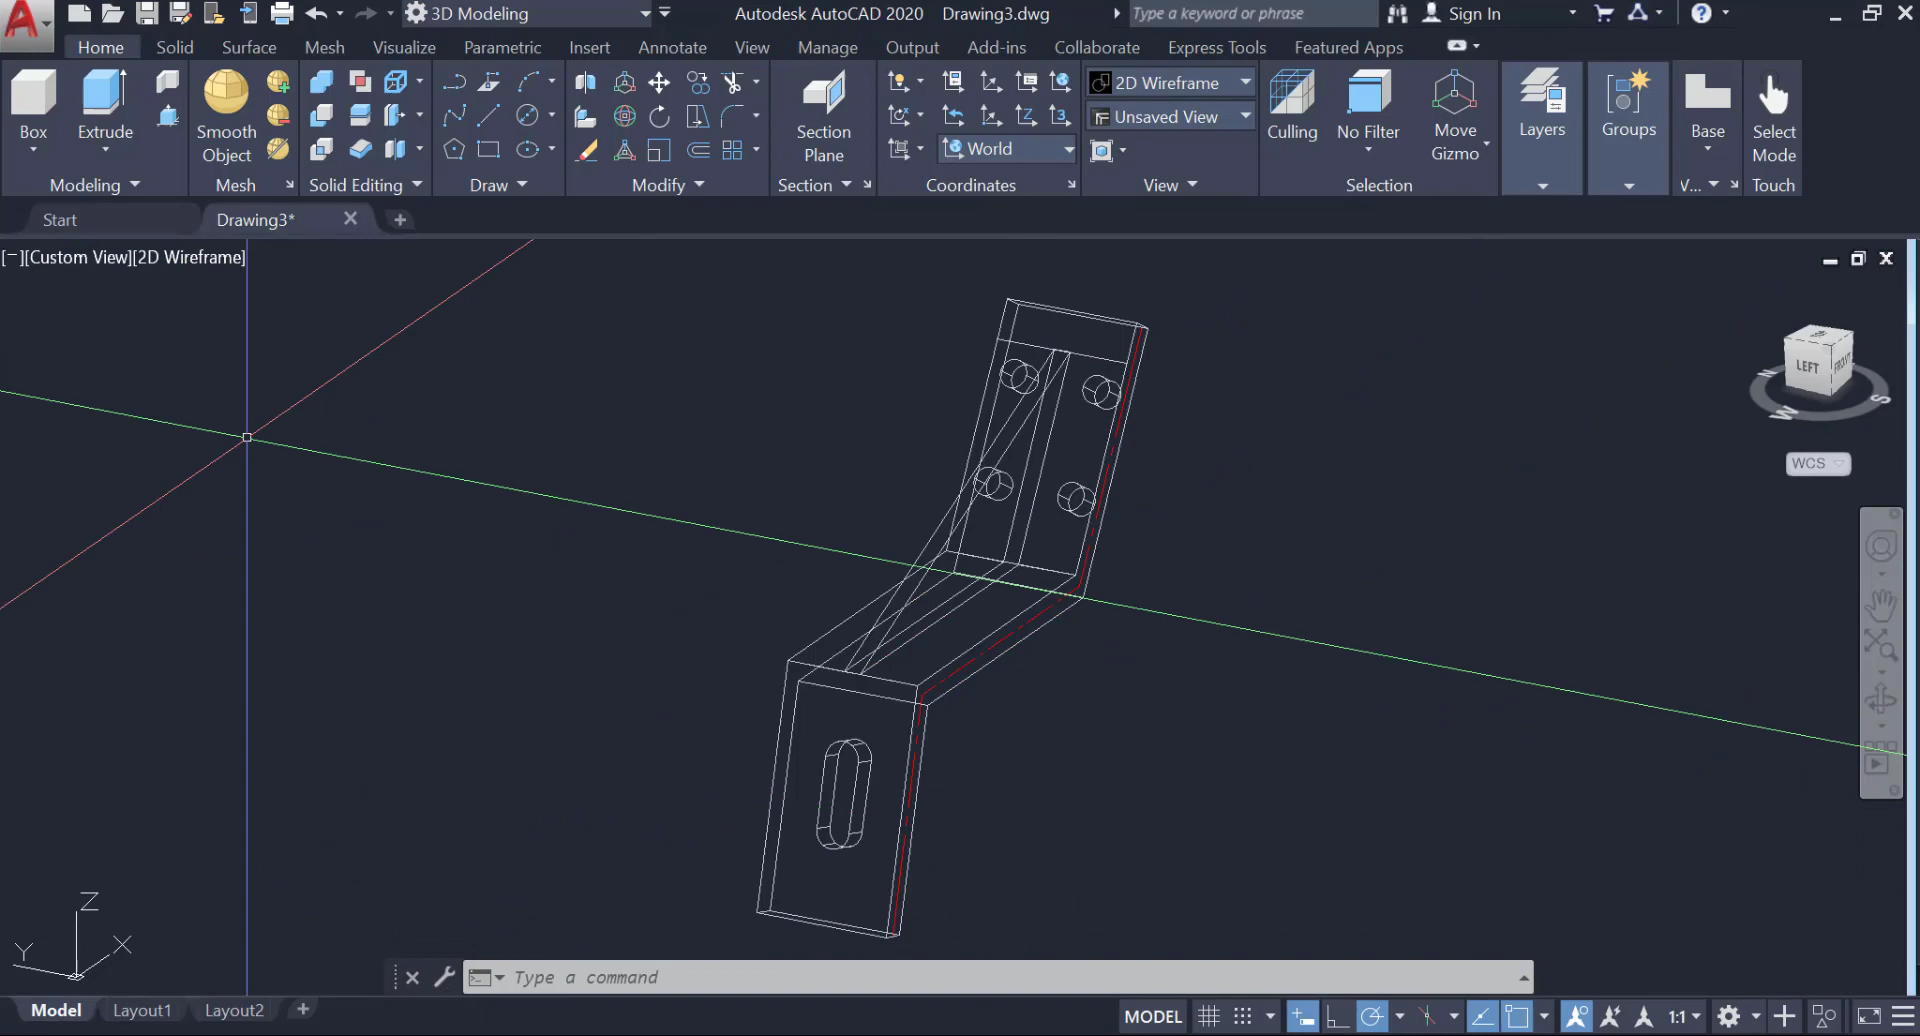 3D Modeling
Autodesk AutoCAD 2020 Drawing3.dwg
Type a keyword or phrase
Sign In
Home Solid Surface Mesh Visualize Parametric Insert Annotate View Manage Output Add-ins Collaborate Express Tools Featured Apps
Box
Extrude
Smooth
Object
Section
Plane
World
2D Wireframe
Unsaved View
Culling
No Filter
Move
Gizmo
Layers
Groups
Base
Select
Mode
Modeling Mesh Solid Editing Draw Modify Section Coordinates View Selection V... Touch
Start Drawing3*
[−][Custom View][2D Wireframe]
LEFT
FRONT
N
W
S
WCS
Z
Y
X
Type a command
Model Layout1 Layout2
MODEL
1:1